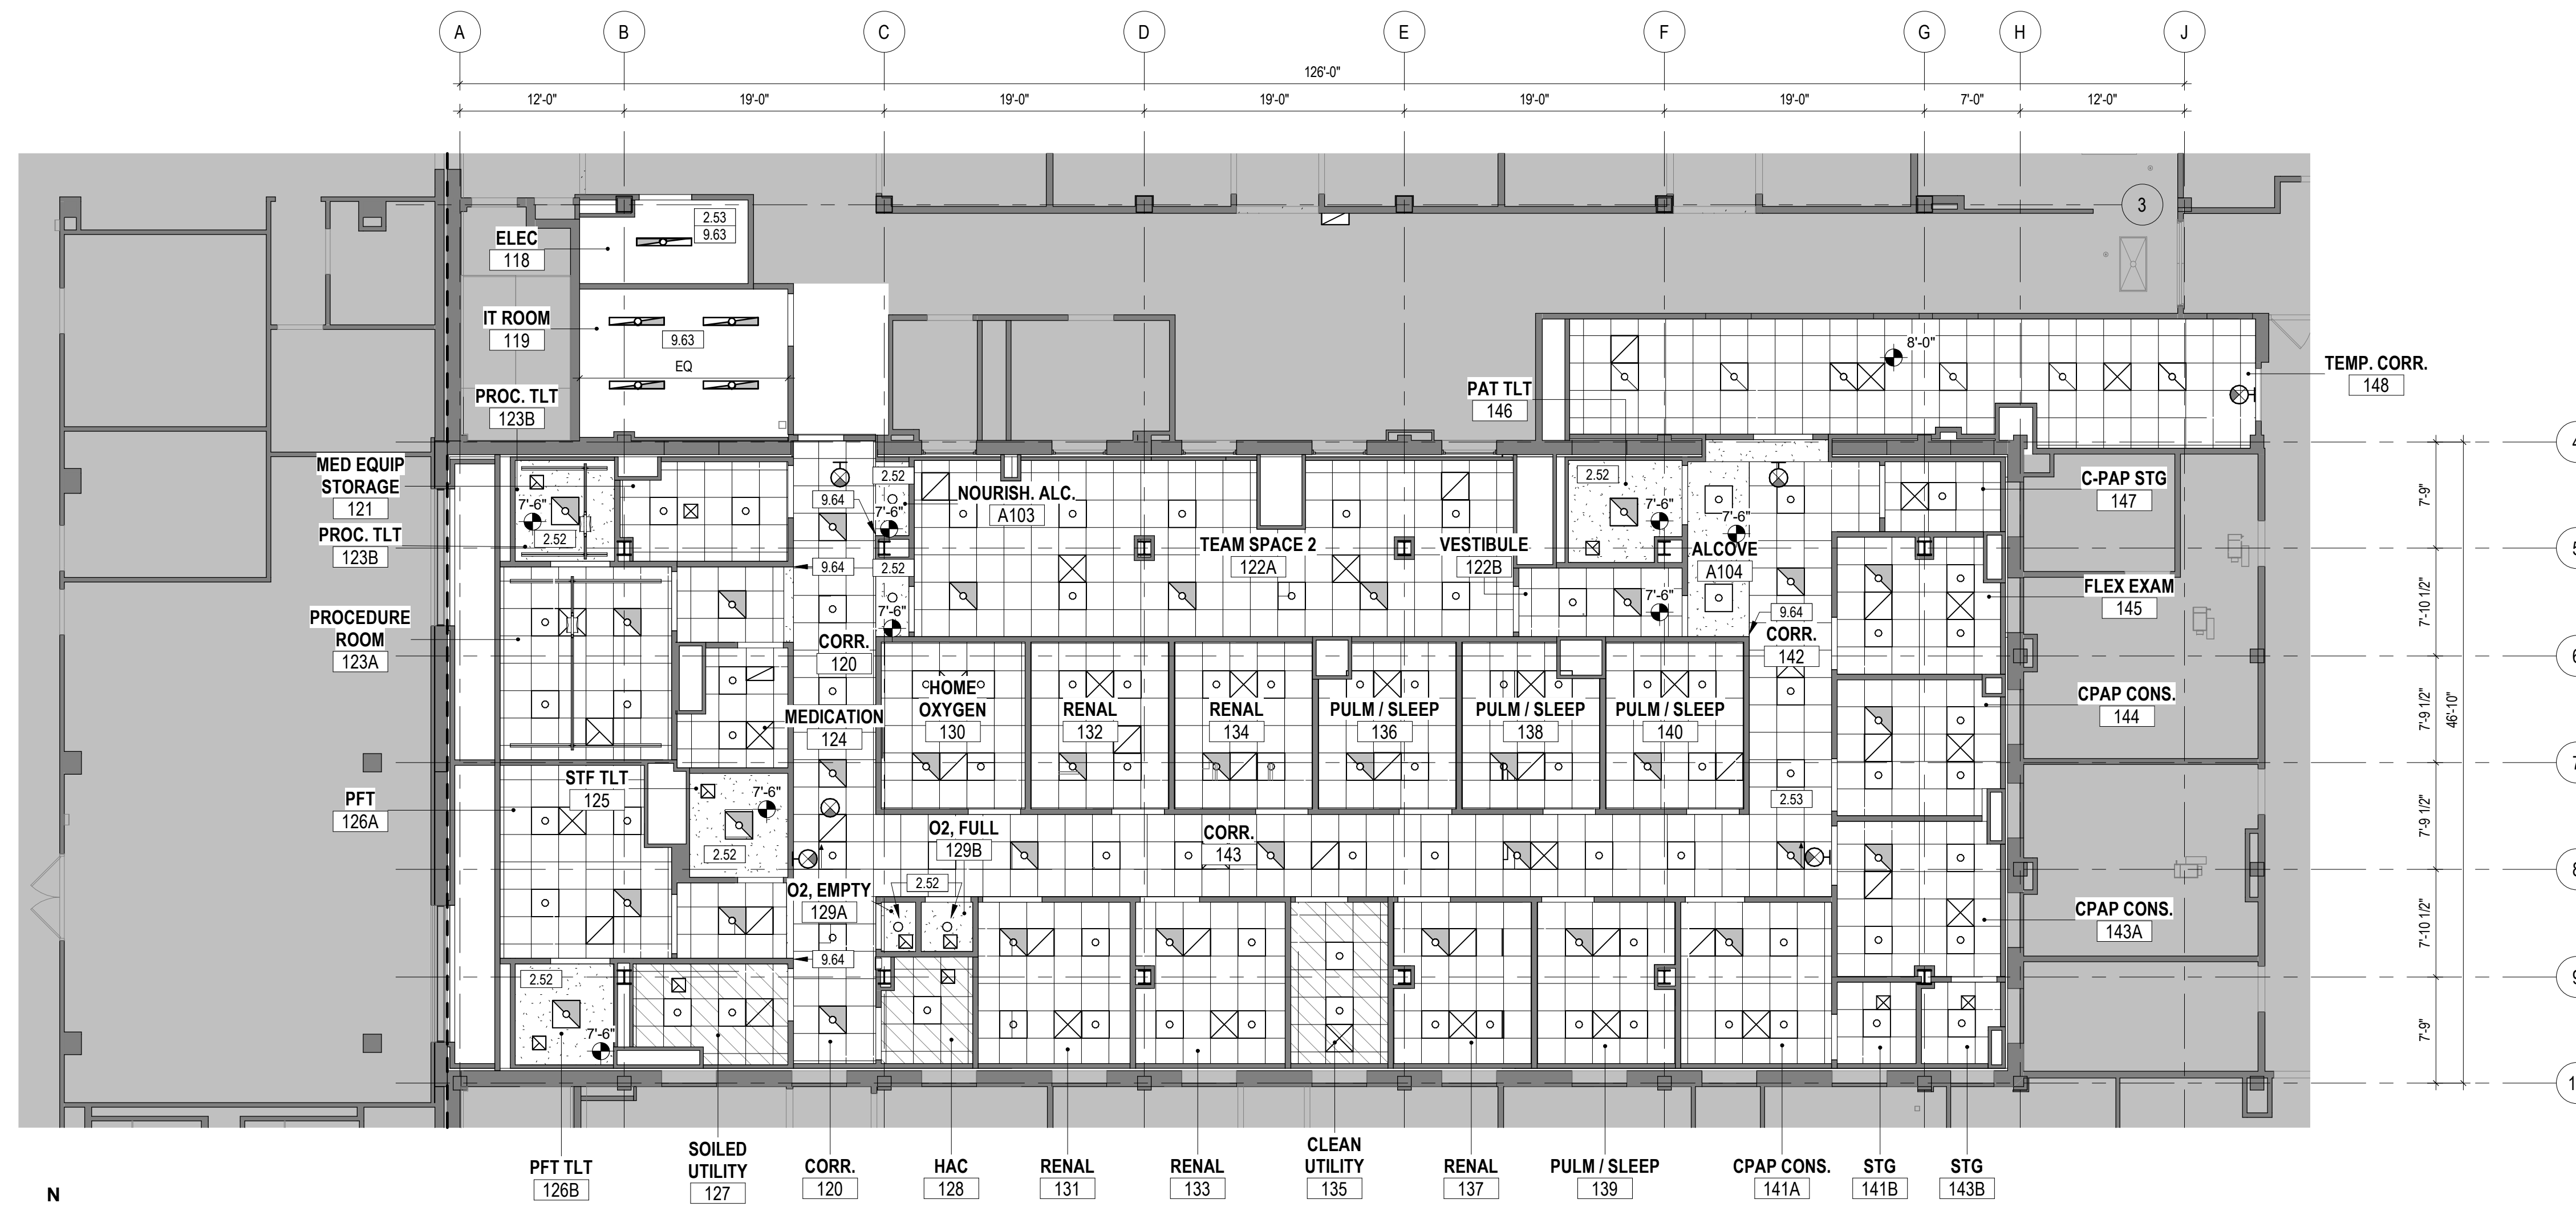 A B C D E F G H J
126'-0"
12'-0" 19'-0" 19'-0" 19'-0" 19'-0" 19'-0" 7'-0" 12'-0"
3
ELEC
118
2.53
9.63
IT ROOM
119
9.63
EQ
8'-0"
TEMP. CORR.
148
PROC. TLT
123B
PAT TLT
146
4
MED EQUIP
STORAGE
121
7'-6"
2.52
9.64
2.52
7'-6"
NOURISH. ALC.
A103
2.52
7'-6"
7'-6"
C-PAP STG
147
7'-9"
PROC. TLT
123B
TEAM SPACE 2
122A
VESTIBULE
122B
ALCOVE
A104
5
9.64
2.52
7'-6"
7'-6"
9.64
FLEX EXAM
145
7'-10 1/2"
PROCEDURE
ROOM
123A
CORR.
120
CORR.
142
6
HOME
OXYGEN
130
RENAL
132
RENAL
134
PULM / SLEEP
136
PULM / SLEEP
138
PULM / SLEEP
140
CPAP CONS.
144
7'-9 1/2"
46'-10"
MEDICATION
124
7
STF TLT
125
7'-6"
2.52
PFT
126A
2.53
7'-9 1/2"
O2, FULL
129B
CORR.
143
8
O2, EMPTY
129A
2.52
CPAP CONS.
143A
7'-10 1/2"
9.64
2.52
7'-6"
9
7'-9"
PFT TLT
126B
SOILED
UTILITY
127
CORR.
120
HAC
128
RENAL
131
RENAL
133
CLEAN
UTILITY
135
RENAL
137
PULM / SLEEP
139
CPAP CONS.
141A
STG
141B
STG
143B
N